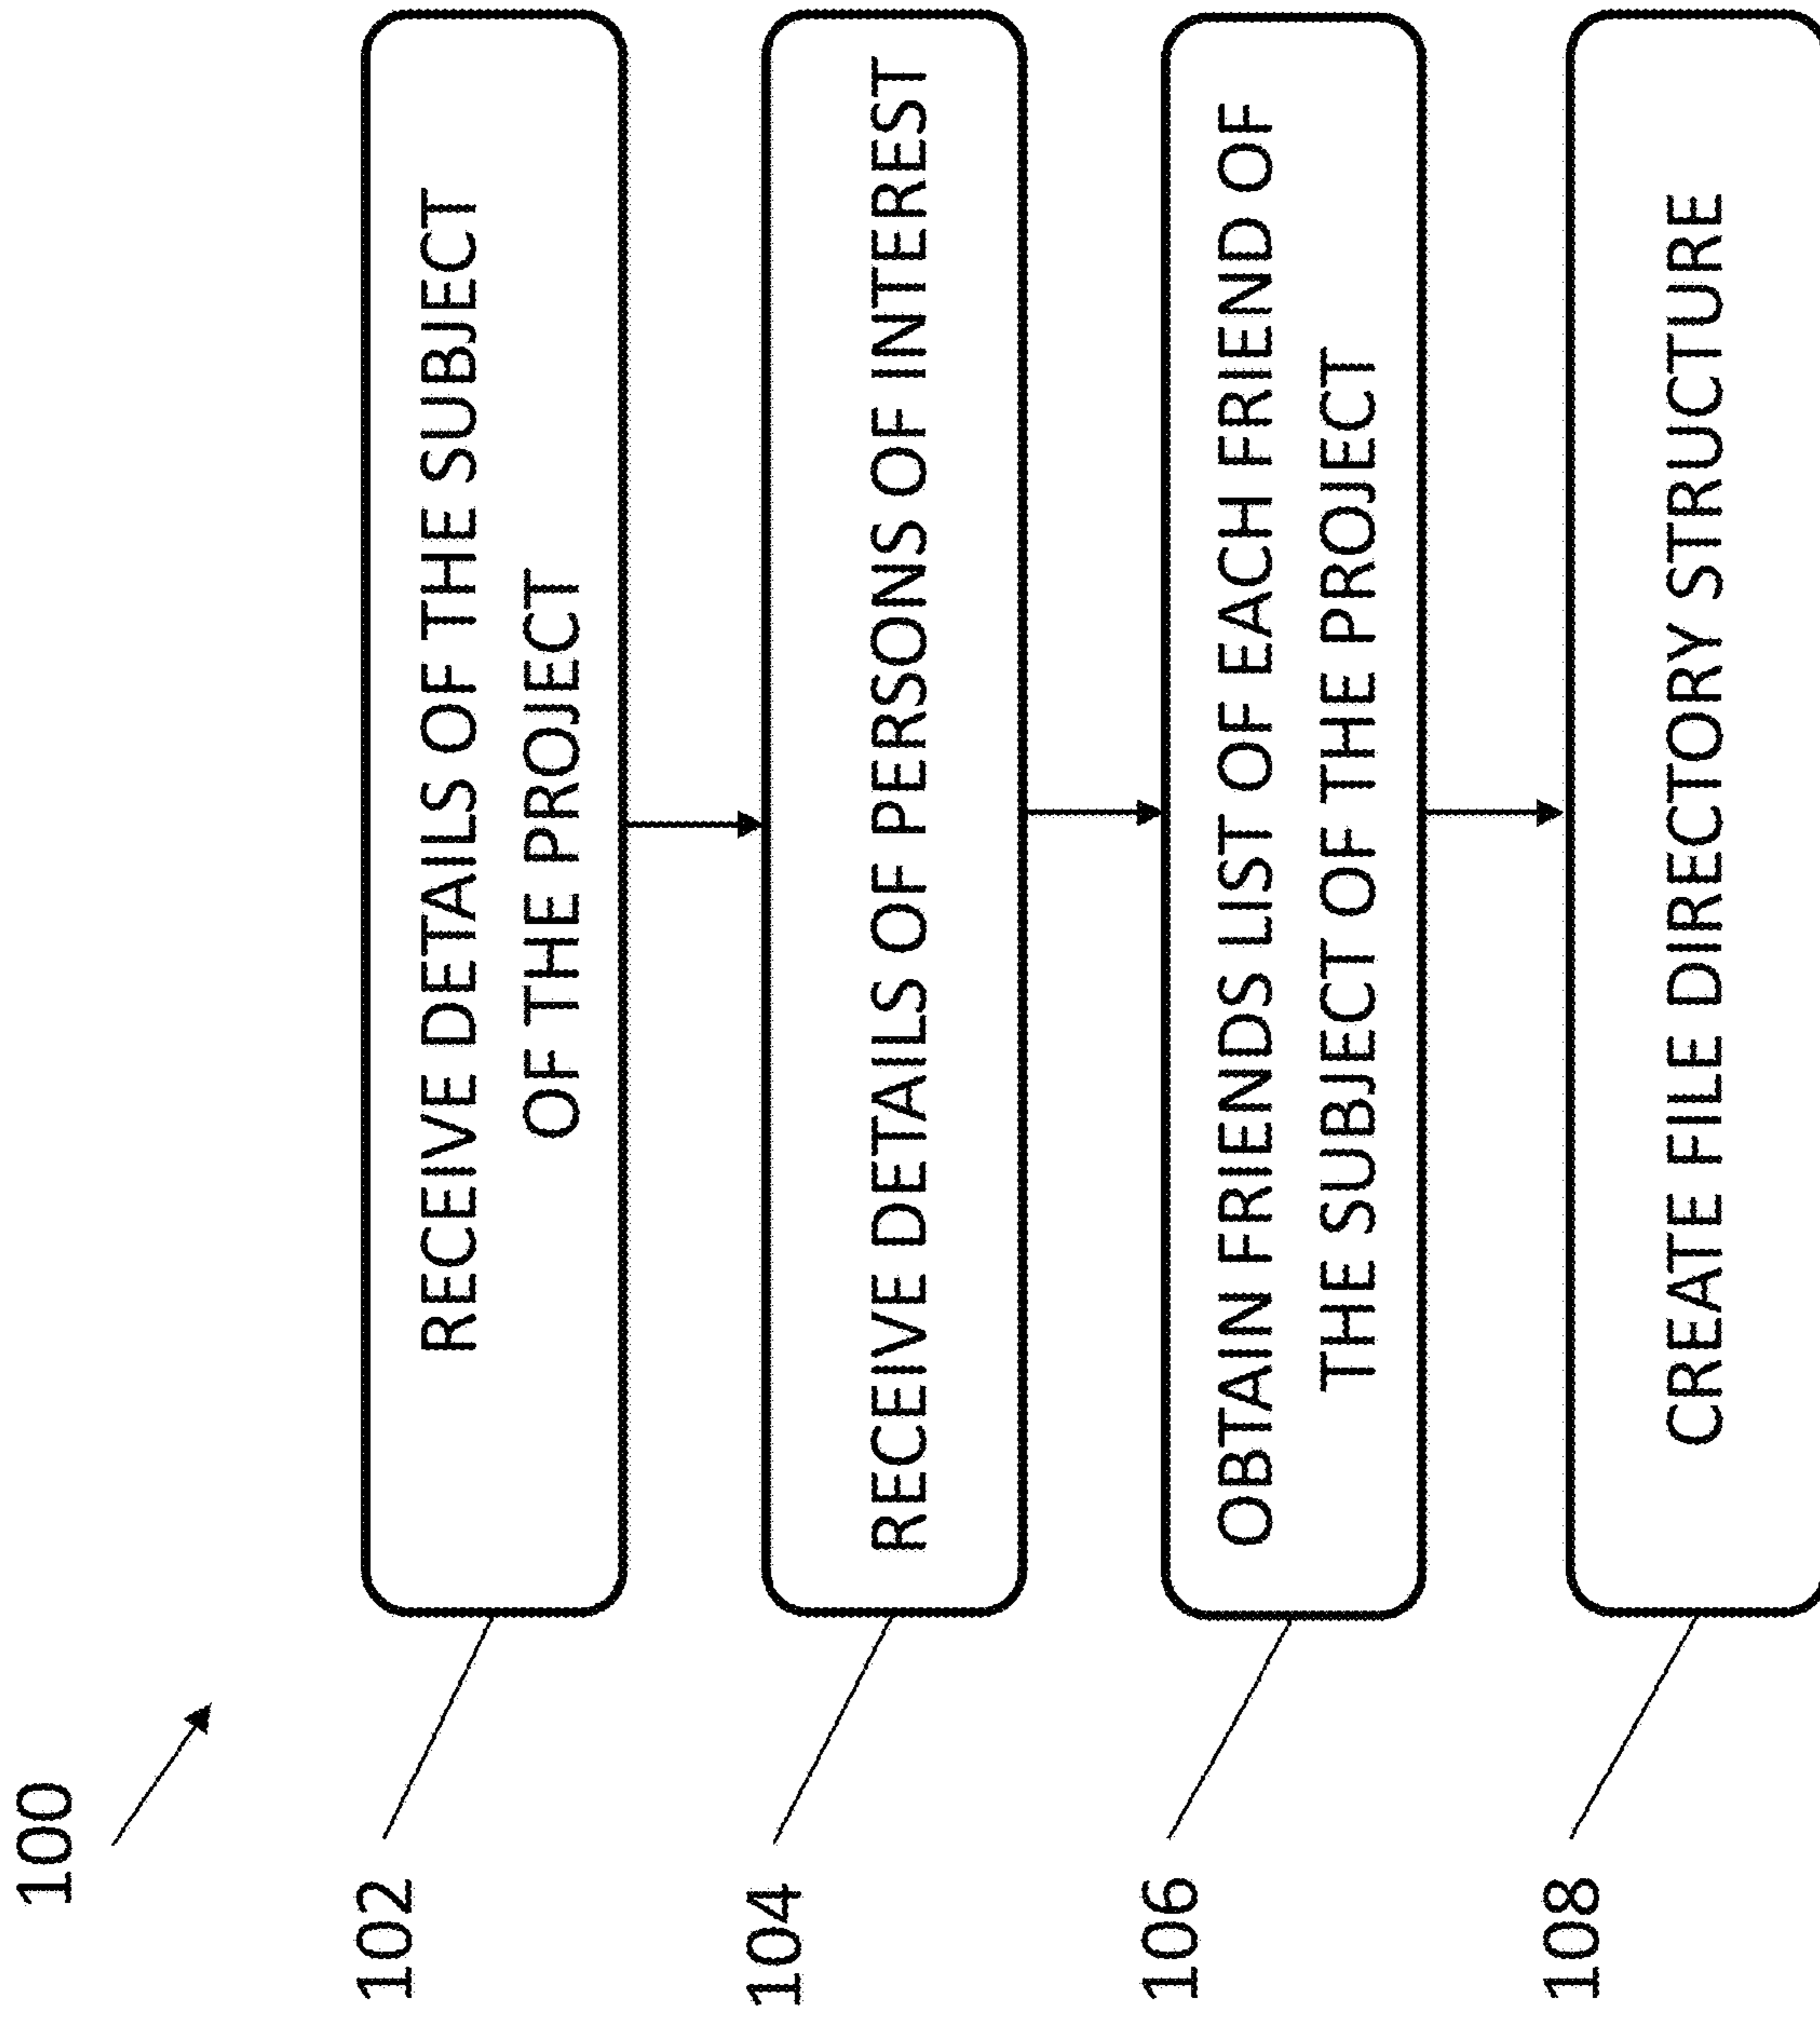 100
102
RECEIVE DETAILS OF THE SUBJECT
OF THE PROJECT
104
RECEIVE DETAILS OF PERSONS OF INTEREST
106
OBTAIN FRIENDS LIST OF EACH FRIEND OF
THE SUBJECT OF THE PROJECT
108
CREATE FILE DIRECTORY STRUCTURE